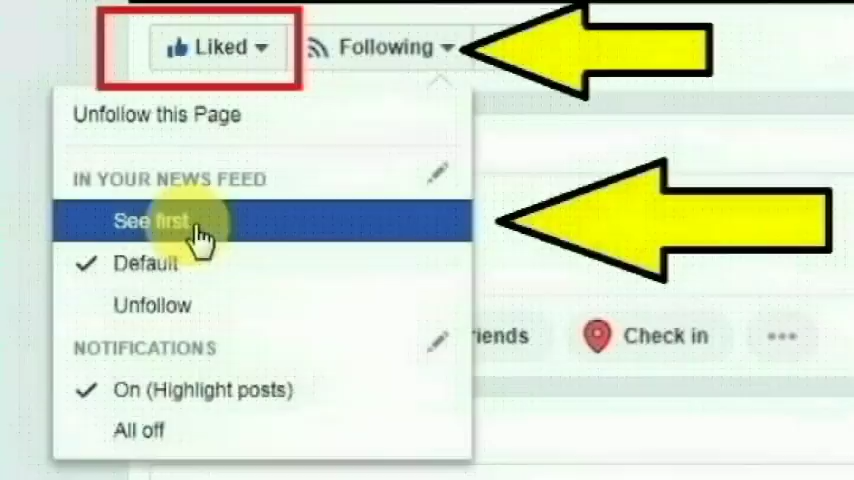 Liked Following
Unfollow this Page
IN YOUR NEWS FEED
See first
Default
Unfollow
riends Check in
NOTIFICATIONS
On (Highlight posts)
All off